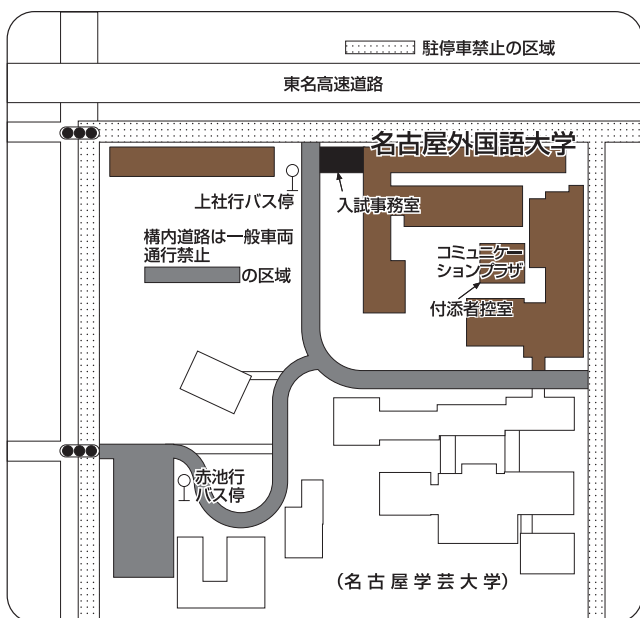 駐停車禁止の区域
東名高速道路
名古屋外国語大学
上社行バス停
入試事務室
構内道路は一般車両
通行禁止
の区域
コミュニケー
ションプラザ
付添者控室
赤池行
バス停
(名古屋学芸大学)